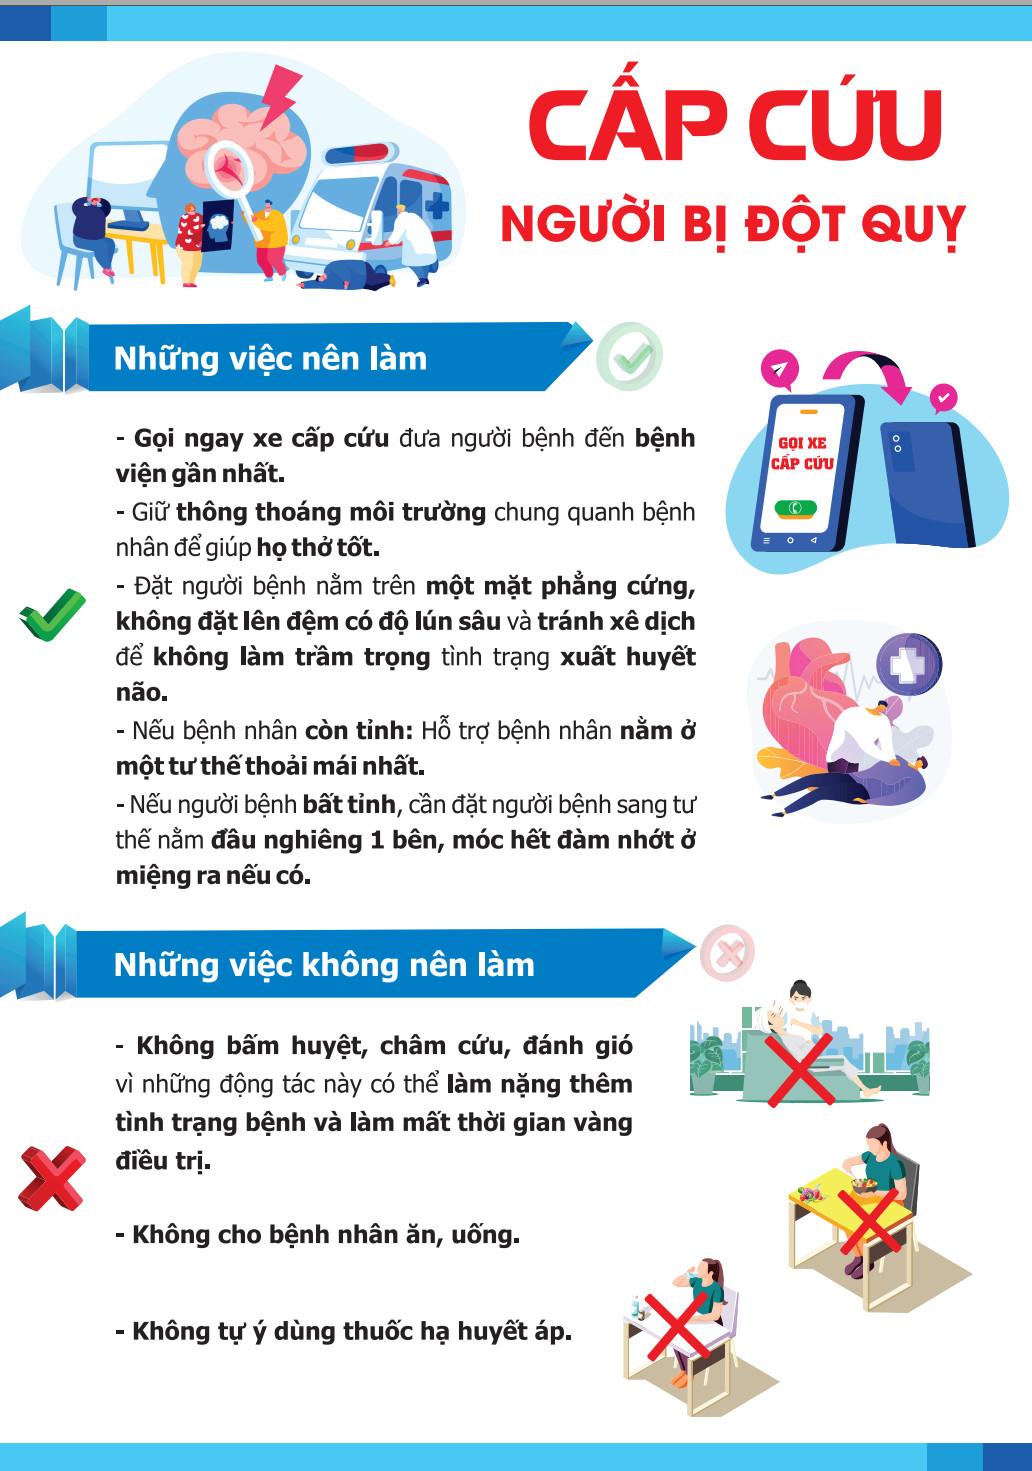 CẤP CỨU
NGƯỜI BỊ ĐỘT QUỴ
Những việc nên làm
- Gọi ngay xe cấp cứu đưa người bệnh đến bệnh
viện gần nhất.
- Giữ thông thoáng môi trường chung quanh bệnh
nhân để giúp họ thở tốt.
- Đặt người bệnh nằm trên một mặt phẳng cứng,
không đặt lên đệm có độ lún sâu và tránh xê dịch
để không làm trầm trọng tình trạng xuất huyết
não.
- Nếu bệnh nhân còn tỉnh: Hỗ trợ bệnh nhân nằm ở
một tư thế thoải mái nhất.
- Nếu người bệnh bất tỉnh, cần đặt người bệnh sang tư
thế nằm đầu nghiêng 1 bên, móc hết đàm nhớt ở
miệng ra nếu có.
GỌI XE
CẤP CỨU
Những việc không nên làm
- Không bấm huyệt, châm cứu, đánh gió
vì những động tác này có thể làm nặng thêm
tình trạng bệnh và làm mất thời gian vàng
điều trị.
- Không cho bệnh nhân ăn, uống.
- Không tự ý dùng thuốc hạ huyết áp.